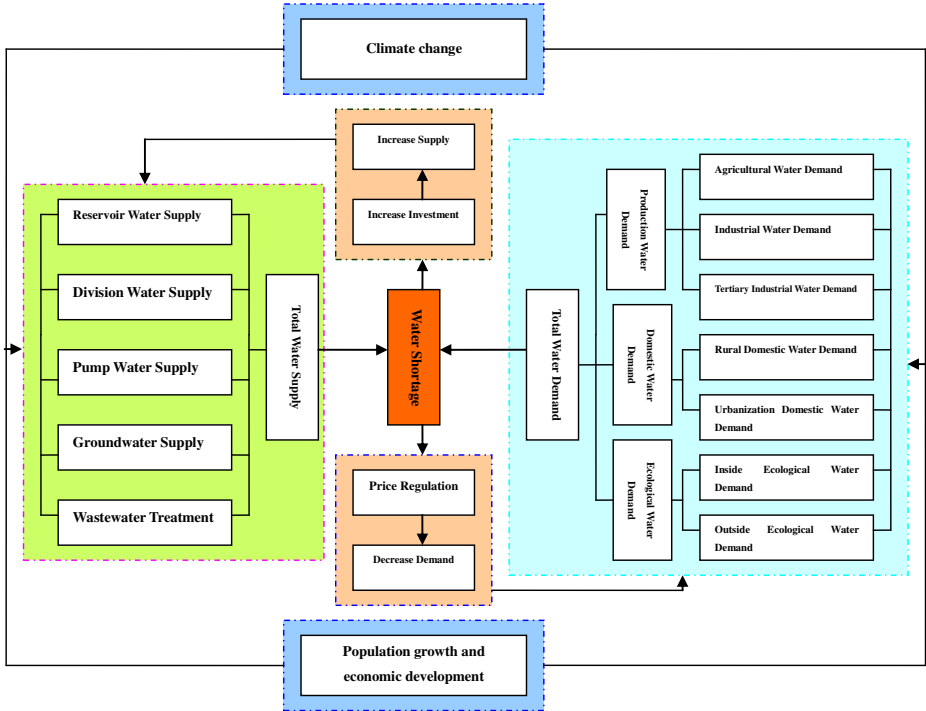 Climate change
Increase Supply
Increase Investment
Reservoir Water Supply
Division Water Supply
Pump Water Supply
Groundwater Supply
Wastewater Treatment
Total Water Supply
Water Shortage
Price Regulation
Decrease Demand
Total Water Demand
Production Water
Demand
Domestic Water
Demand
Ecological Water
Demand
Agricultural Water Demand
Industrial Water Demand
Tertiary Industrial Water Demand
Rural Domestic Water Demand
Urbanization Domestic Water
Demand
Inside Ecological Water
Demand
Outside Ecological Water
Demand
Population growth and
economic development